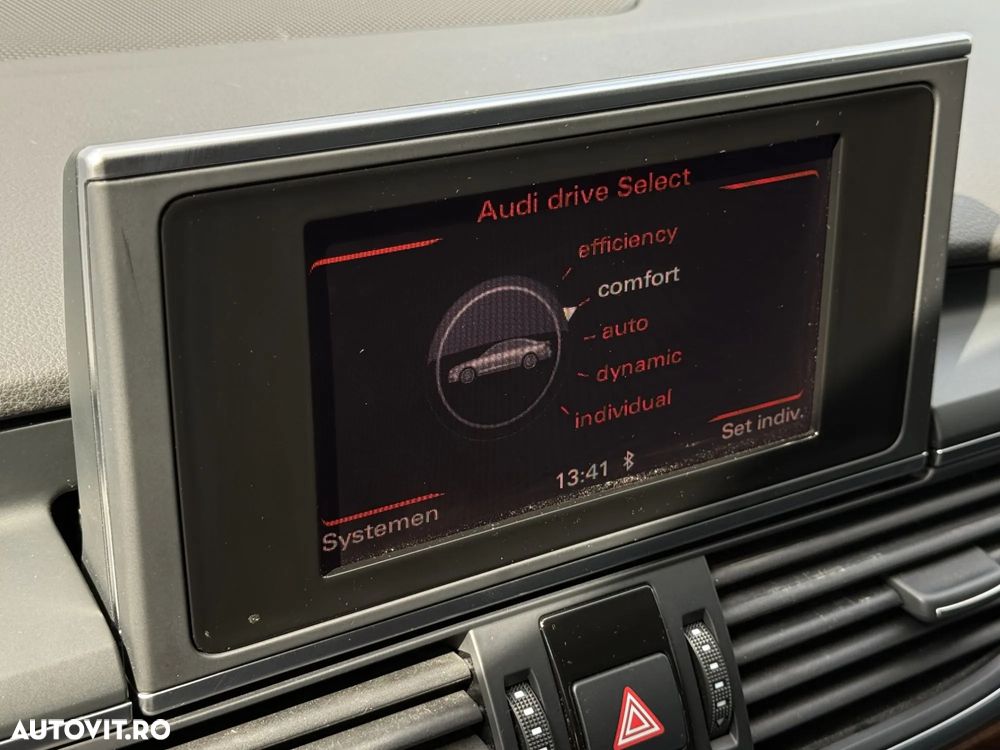 Audi drive Select
efficiency
comfort
auto
dynamic
individual
Set indiv.
13:41
Systemen
AUTOVIT.RO